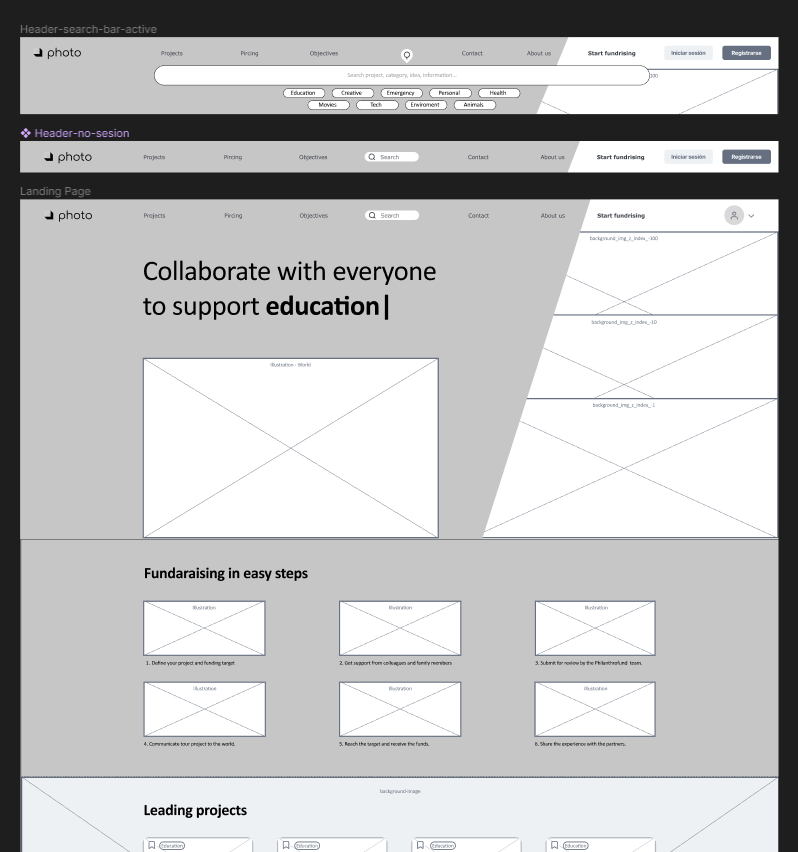 Header-search-bar-active
photo
Projects Pircing Objectives Contact About us Start fundrising Iniciar sesión Registrarse
Search project, category, idea, information...
Education Creative Emergency Personal Health
Movies Tech Enviroment Animals
Header-no-sesion
photo
Projects Pircing Objectives Search Contact About us Start fundrising Iniciar sesión Registrarse
Landing Page
photo
Projects Pircing Objectives Search Contact About us Start fundrising
background_img_z_index_-100
Collaborate with everyone
to support education|
background_img_z_index_-10
Illustration - World
background_img_z_index_-1
Fundaraising in easy steps
Illustration Illustration Illustration
1. Define your project and funding target 2. Get support from colleagues and family members 3. Submit for review by the Philanthrofund team.
Illustration Illustration Illustration
4. Communicate tour project to the world. 5. Reach the target and receive the funds. 6. Share the experience with the partners.
background-image
Leading projects
Education Education Education Education